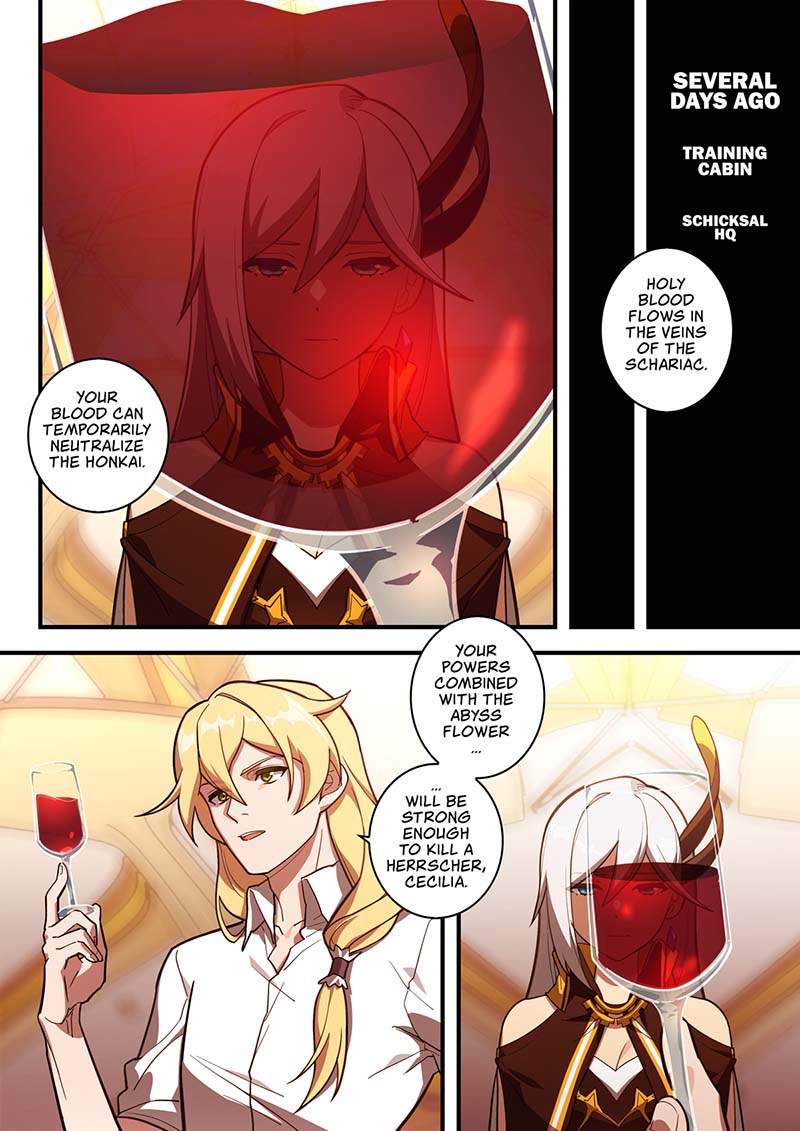 SEVERAL
DAYS AGO
TRAINING
CABIN
SCHICKSAL
HQ
HOLY
BLOOD
FLOWS IN
THE VEINS
OF THE
SCHARIAC.
YOUR
BLOOD CAN
TEMPORARILY
NEUTRALIZE
THE HONKAI.
YOUR
POWERS
COMBINED
WITH THE
ABYSS
FLOWER
...
...
WILL BE
STRONG
ENOUGH
TO KILL A
HERRSCHER,
CECILIA.